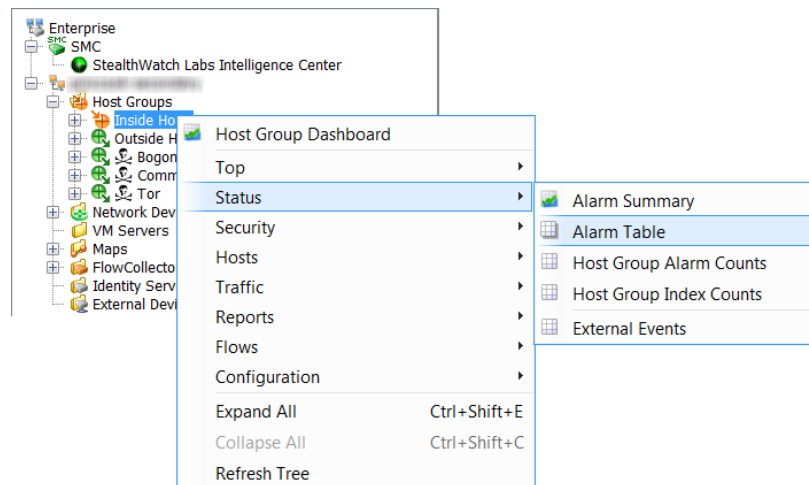 Enterprise
SMC
SMC
StealthWatch Labs Intelligence Center
Host Groups
Inside Ho
Outside H
Bogon
Comm
Tor
Network Dev
VM Servers
Maps
FlowCollecto
Identity Serv
External Devi
Host Group Dashboard
Top
Status
Security
Hosts
Traffic
Reports
Flows
Configuration
Expand All Ctrl+Shift+E
Collapse All Ctrl+Shift+C
Refresh Tree
Alarm Summary
Alarm Table
Host Group Alarm Counts
Host Group Index Counts
External Events